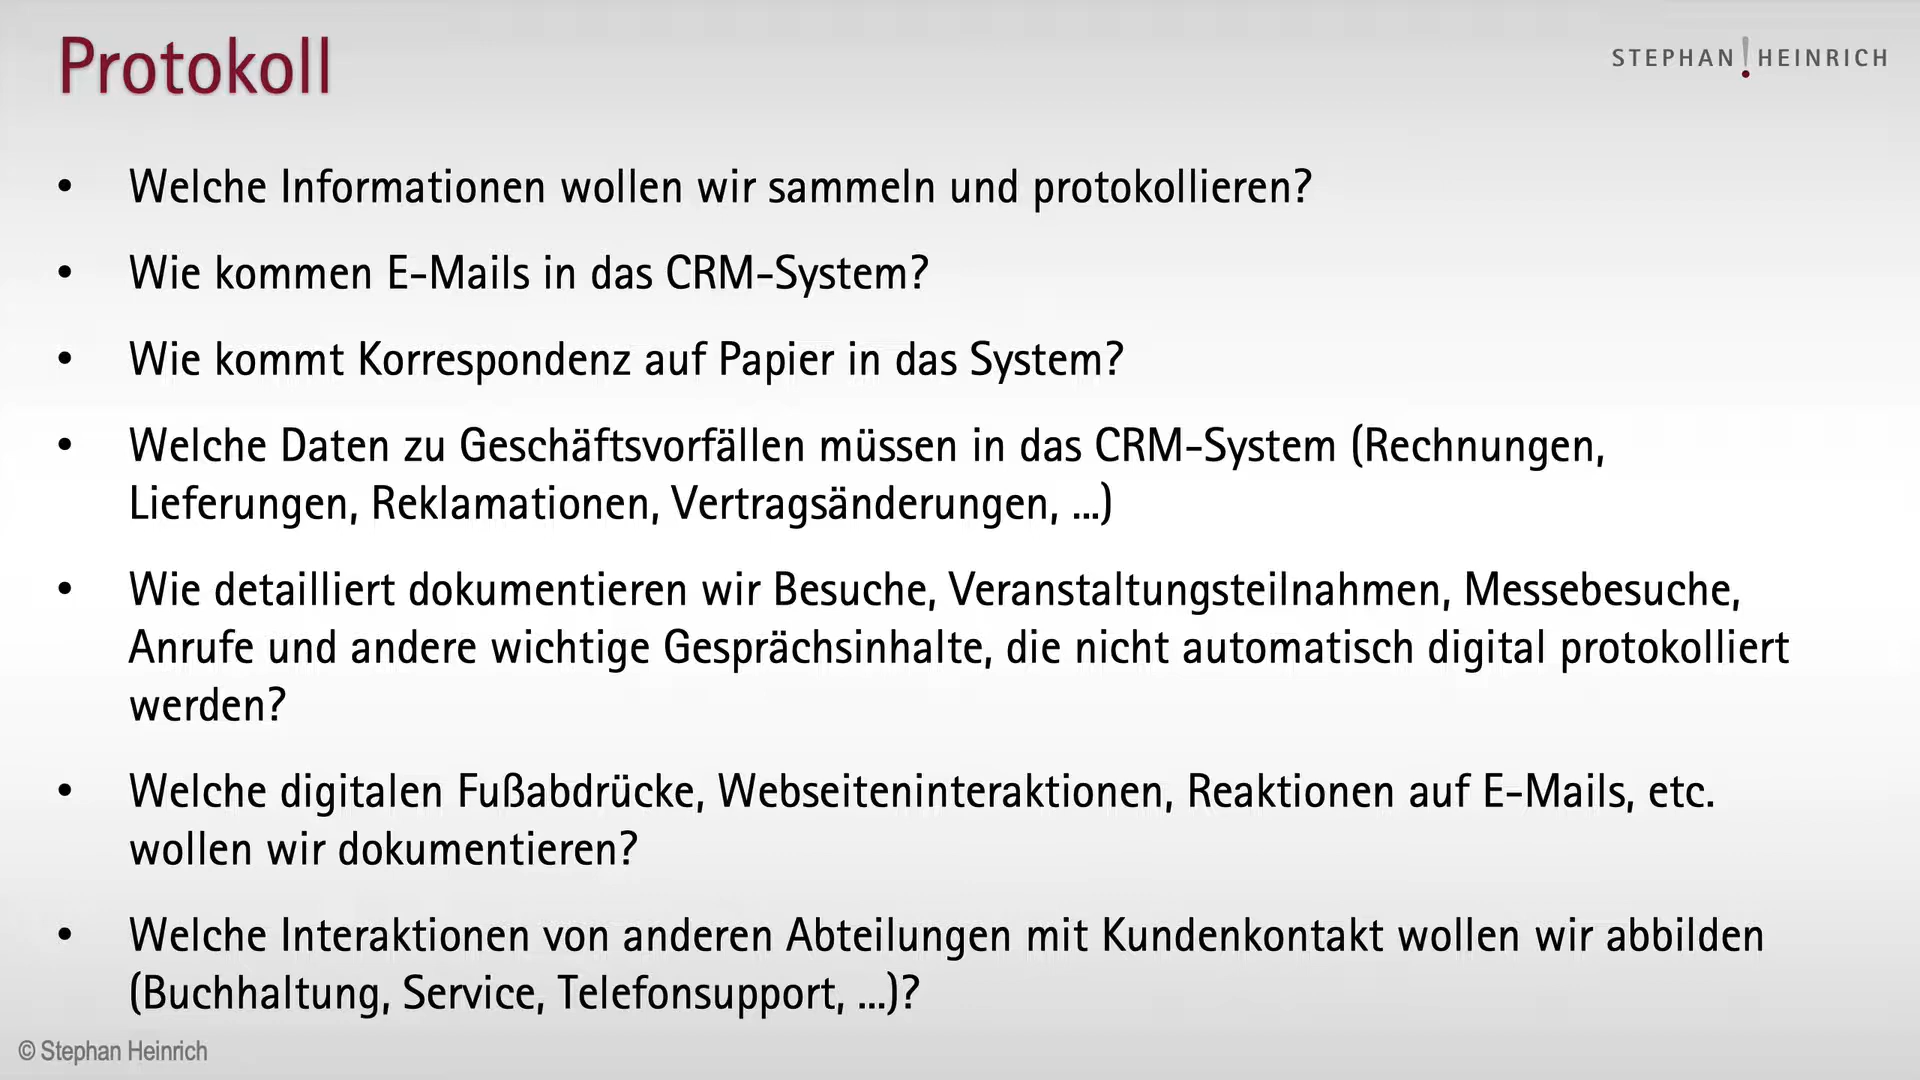 Protokoll
STEPHAN!HEINRICH
• Welche Informationen wollen wir sammeln und protokollieren?
• Wie kommen E-Mails in das CRM-System?
• Wie kommt Korrespondenz auf Papier in das System?
• Welche Daten zu Geschäftsvorfällen müssen in das CRM-System (Rechnungen,
Lieferungen, Reklamationen, Vertragsänderungen, ...)
• Wie detailliert dokumentieren wir Besuche, Veranstaltungsteilnahmen, Messebesuche,
Anrufe und andere wichtige Gesprächsinhalte, die nicht automatisch digital protokolliert
werden?
• Welche digitalen Fußabdrücke, Webseiteninteraktionen, Reaktionen auf E-Mails, etc.
wollen wir dokumentieren?
• Welche Interaktionen von anderen Abteilungen mit Kundenkontakt wollen wir abbilden
(Buchhaltung, Service, Telefonsupport, ...)?
© Stephan Heinrich